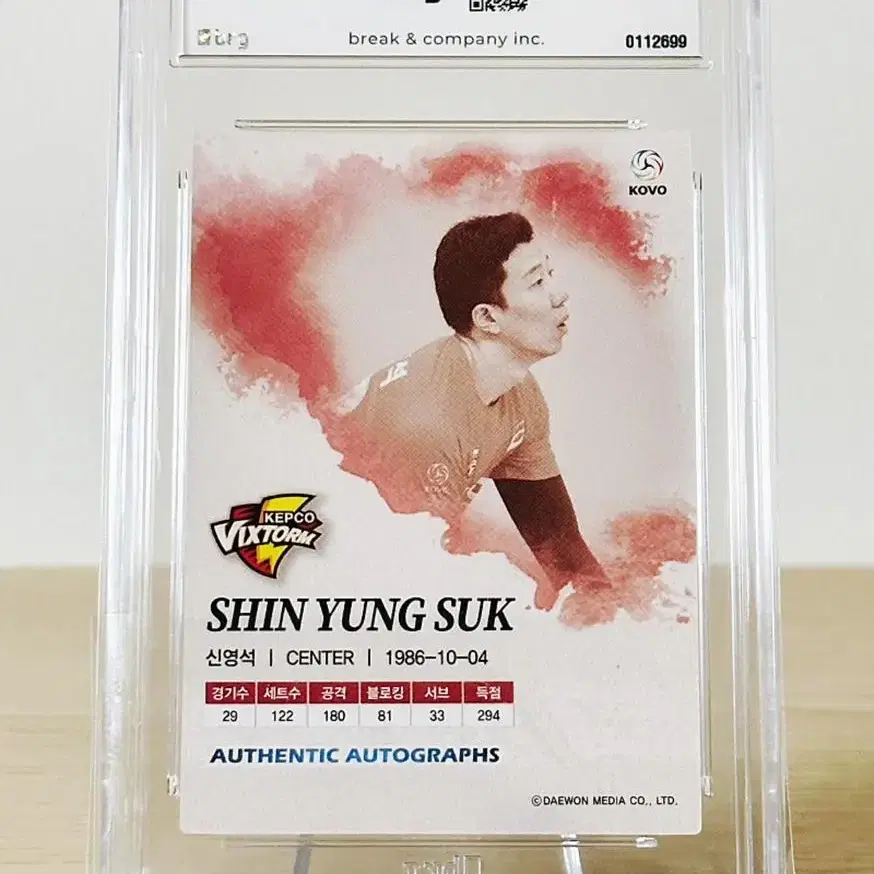 brg
break & company inc.
0112699
KOVO
KOVO
KEPCO
VIXTORM
SHIN YUNG SUK
신영석 | CENTER | 1986-10-04
경기수 세트수 공격 블로킹 서브 득점
29 122 180 81 33 294
AUTHENTIC AUTOGRAPHS
©DAEWON MEDIA CO., LTD.